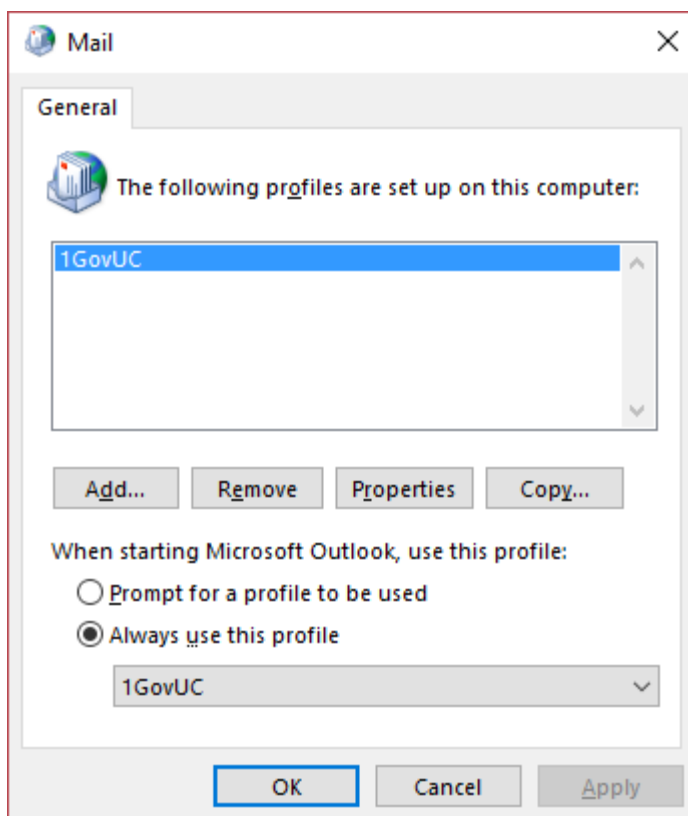 Mail
General
The following profiles are set up on this computer:
1GovUC
Add... Remove Properties Copy...
When starting Microsoft Outlook, use this profile:
Prompt for a profile to be used
Always use this profile
1GovUC
OK Cancel Apply